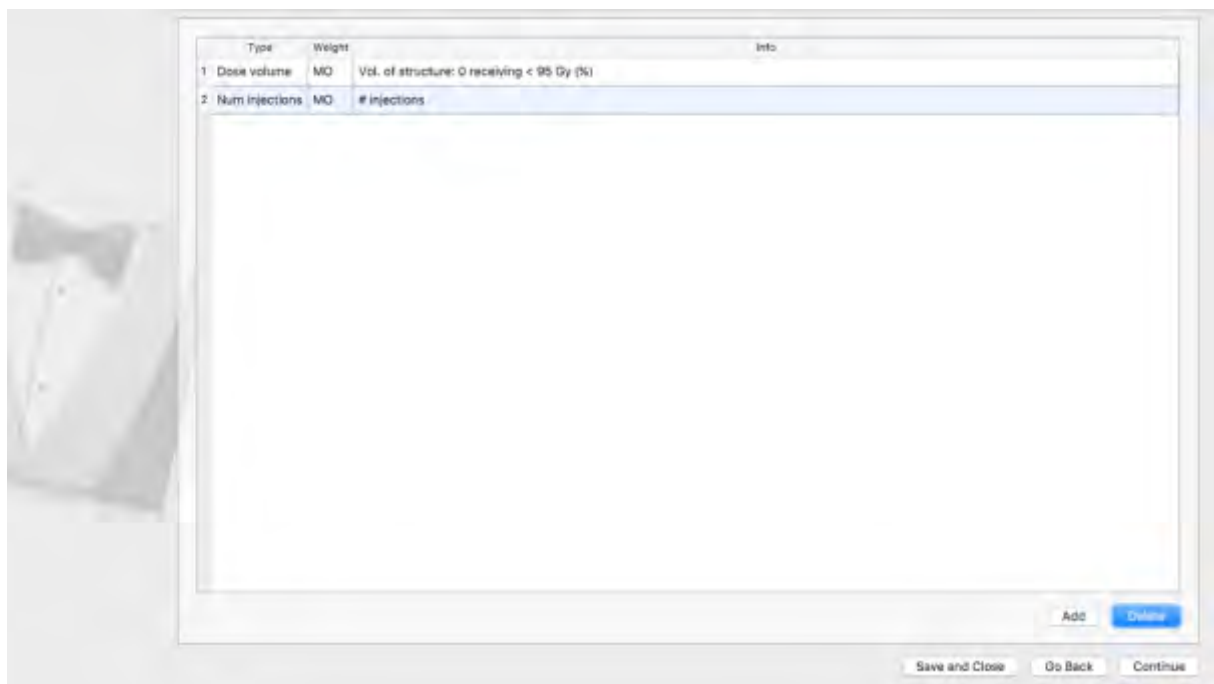 Type Weight Info
1 Dose volume MO Vol. of structure: 0 receiving < 95 Gy (%)
2 Num injections MO # injections
Add Delete
Save and Close Go Back Continue